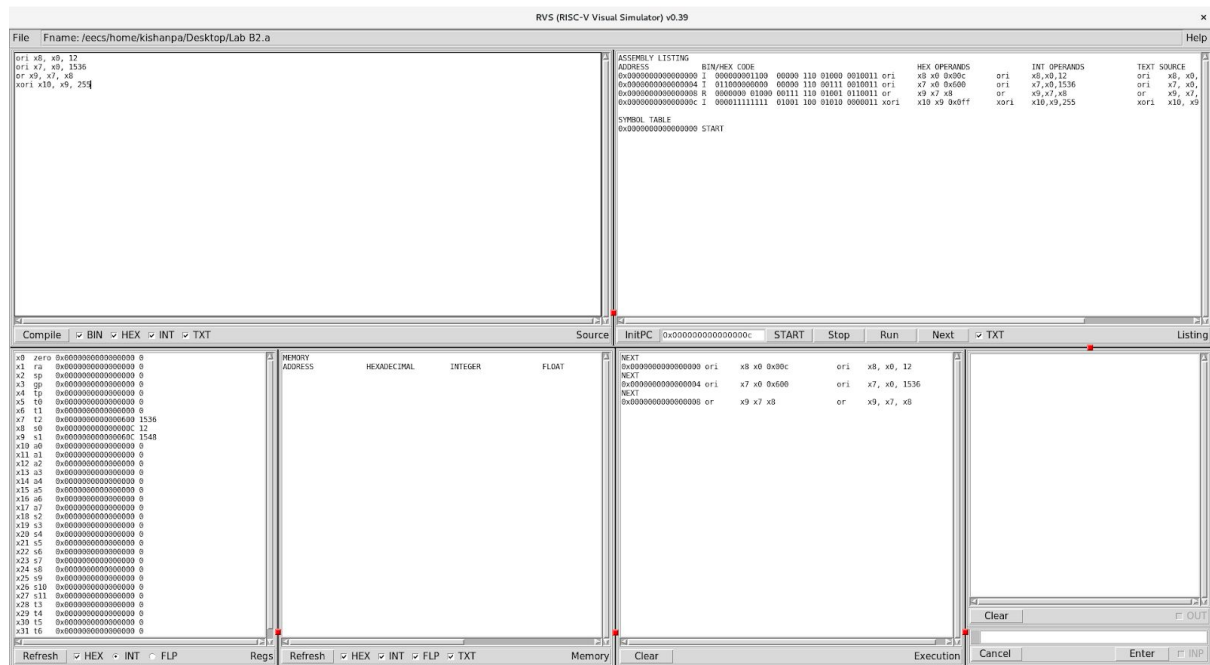 RVS (RISC-V Visual Simulator) v0.39
×
File Fname: /eecs/home/kishanpa/Desktop/Lab B2.a Help
ori x8, x0, 12
ori x7, x0, 1536
or x9, x7, x8
xori x10, x9, 255
Compile BIN HEX INT TXT Source
ASSEMBLY LISTING
ADDRESS BIN/HEX CODE HEX OPERANDS INT OPERANDS TEXT SOURCE
0x0000000000000000 I 000000001100 00000 110 01000 0010011 ori x8 x0 0x00c ori x8,x0,12 ori x8, x0,
0x0000000000000004 I 011000000000 00000 110 00111 0010011 ori x7 x0 0x600 ori x7,x0,1536 ori x7, x0,
0x0000000000000008 R 0000000 01000 00111 110 01001 0110011 or x9 x7 x8 or x9,x7,x8 or x9, x7,
0x000000000000000c I 000011111111 01001 100 01010 0000011 xori x10 x9 0x0ff xori x10,x9,255 xori x10, x9
SYMBOL TABLE
0x0000000000000000 START
InitPC 0x000000000000000c START Stop Run Next TXT Listing
x0 zero 0x0000000000000000 0
x1 ra 0x0000000000000000 0
x2 sp 0x0000000000000000 0
x3 gp 0x0000000000000000 0
x4 tp 0x0000000000000000 0
x5 t0 0x0000000000000000 0
x6 t1 0x0000000000000000 0
x7 t2 0x0000000000000600 1536
x8 s0 0x000000000000000C 12
x9 s1 0x000000000000060C 1548
x10 a0 0x0000000000000000 0
x11 a1 0x0000000000000000 0
x12 a2 0x0000000000000000 0
x13 a3 0x0000000000000000 0
x14 a4 0x0000000000000000 0
x15 a5 0x0000000000000000 0
x16 a6 0x0000000000000000 0
x17 a7 0x0000000000000000 0
x18 s2 0x0000000000000000 0
x19 s3 0x0000000000000000 0
x20 s4 0x0000000000000000 0
x21 s5 0x0000000000000000 0
x22 s6 0x0000000000000000 0
x23 s7 0x0000000000000000 0
x24 s8 0x0000000000000000 0
x25 s9 0x0000000000000000 0
x26 s10 0x0000000000000000 0
x27 s11 0x0000000000000000 0
x28 t3 0x0000000000000000 0
x29 t4 0x0000000000000000 0
x30 t5 0x0000000000000000 0
x31 t6 0x0000000000000000 0
Refresh HEX INT FLP Regs
MEMORY
ADDRESS HEXADECIMAL INTEGER FLOAT
Refresh HEX INT FLP TXT Memory
NEXT
0x0000000000000000 ori x8 x0 0x00c ori x8, x0, 12
NEXT
0x0000000000000004 ori x7 x0 0x600 ori x7, x0, 1536
NEXT
0x0000000000000008 or x9 x7 x8 or x9, x7, x8
Clear Execution
Clear OUT
Cancel Enter INP